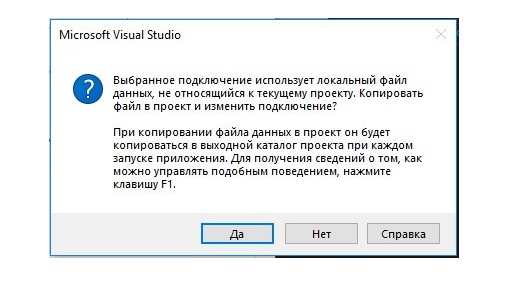 Microsoft Visual Studio
Выбранное подключение использует локальный файл
данных, не относящийся к текущему проекту. Копировать
файл в проект и изменить подключение?
При копировании файла данных в проект он будет
копироваться в выходной каталог проекта при каждом
запуске приложения. Для получения сведений о том, как
можно управлять подобным поведением, нажмите
клавишу F1.
Да
Нет
Справка